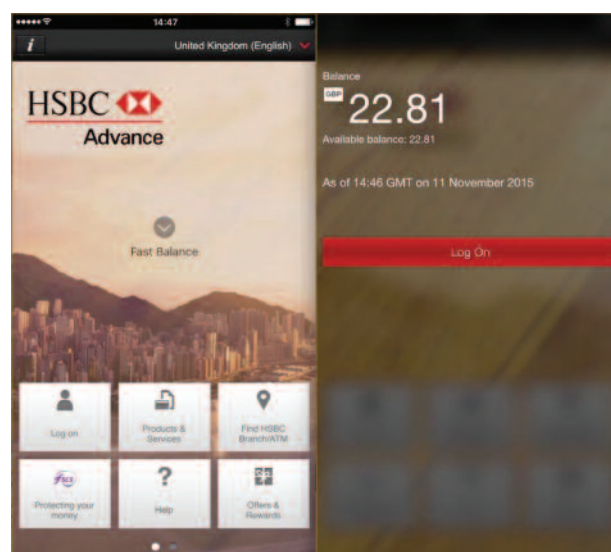 14:47
i
United Kingdom (English)
HSBC
Advance
Fast Balance
Log on
Products &
Services
Find HSBC
Branch/ATM
fscs
Protecting your
money
?
Help
Offers &
Rewards
Balance
GBP
22.81
Available balance: 22.81
As of 14:46 GMT on 11 November 2015
Log On